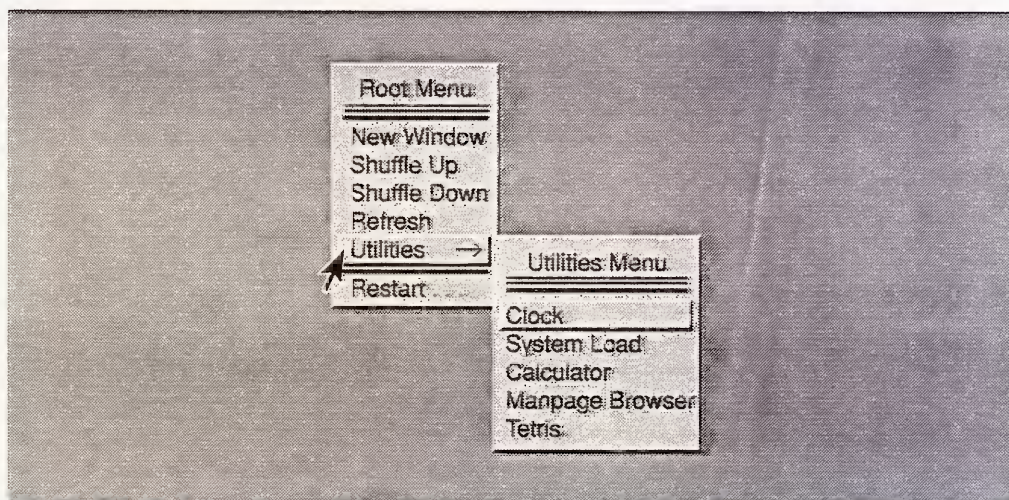 Root Menu
New Window
Shuffle Up
Shuffle Down
Refresh
Utilities →
Restart
Utilities Menu
Clock
System Load
Calculator
Manpage Browser
Tetris